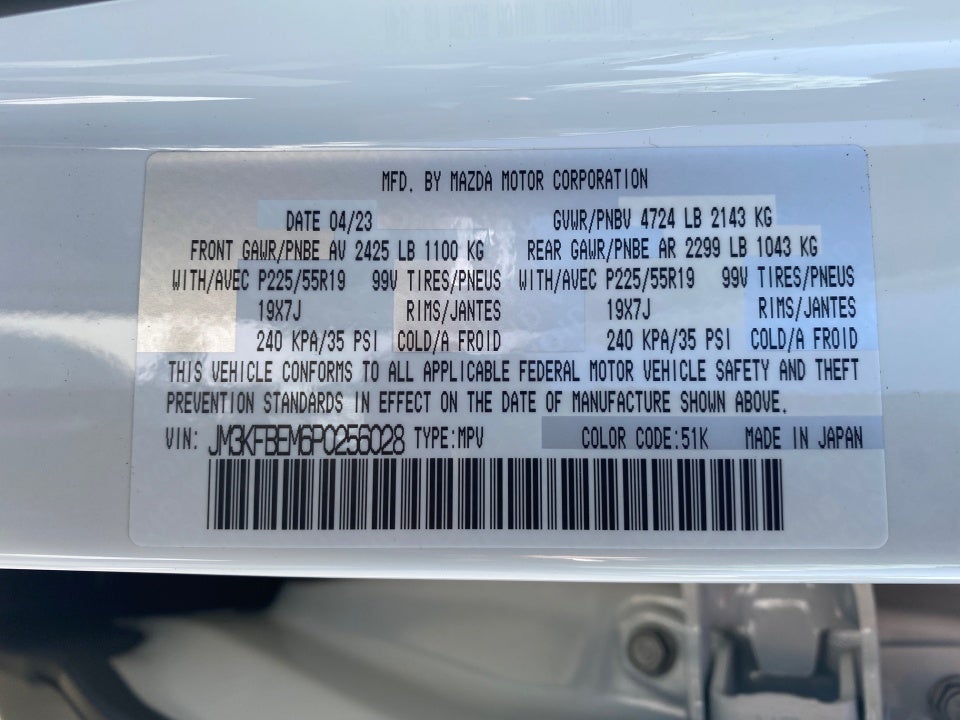 MFD. BY MAZDA MOTOR CORPORATION
DATE 04/23 GVWR/PNBV 4724 LB 2143 KG
FRONT GAWR/PNBE AV 2425 LB 1100 KG REAR GAWR/PNBE AR 2299 LB 1043 KG
WITH/AVEC P225/55R19 99V TIRES/PNEUS WITH/AVEC P225/55R19 99V TIRES/PNEUS
19X7J RIMS/JANTES 19X7J RIMS/JANTES
240 KPA/35 PSI COLD/A FROID 240 KPA/35 PSI COLD/A FROID
THIS VEHICLE CONFORMS TO ALL APPLICABLE FEDERAL MOTOR VEHICLE SAFETY AND THEFT
PREVENTION STANDARDS IN EFFECT ON THE DATE OF MANUFACTURE SHOWN ABOVE.
VIN: JM3KFBEM6P0256028 TYPE:MPV COLOR CODE:51K MADE IN JAPAN